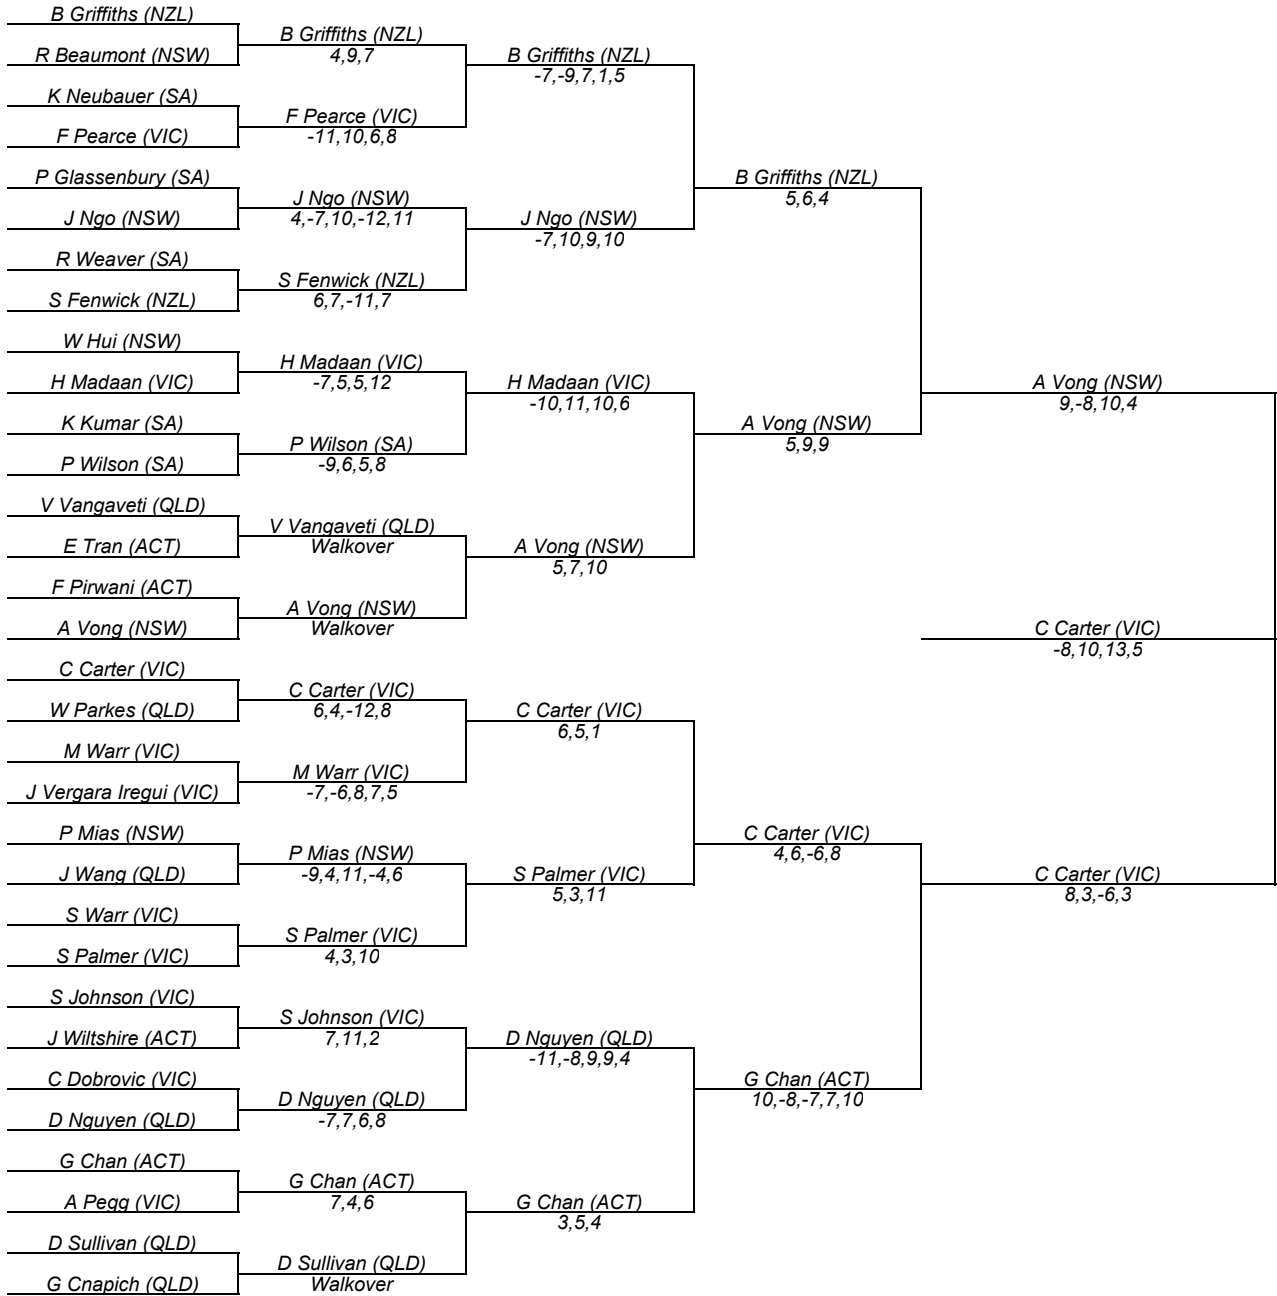 B Griffiths (NZL)
R Beaumont (NSW)
K Neubauer (SA)
F Pearce (VIC)
P Glassenbury (SA)
J Ngo (NSW)
R Weaver (SA)
S Fenwick (NZL)
W Hui (NSW)
H Madaan (VIC)
K Kumar (SA)
P Wilson (SA)
V Vangaveti (QLD)
E Tran (ACT)
F Pirwani (ACT)
A Vong (NSW)
C Carter (VIC)
W Parkes (QLD)
M Warr (VIC)
J Vergara Iregui (VIC)
P Mias (NSW)
J Wang (QLD)
S Warr (VIC)
S Palmer (VIC)
S Johnson (VIC)
J Wiltshire (ACT)
C Dobrovic (VIC)
D Nguyen (QLD)
G Chan (ACT)
A Pegg (VIC)
D Sullivan (QLD)
G Cnapich (QLD)
B Griffiths (NZL)
4,9,7
F Pearce (VIC)
-11,10,6,8
J Ngo (NSW)
4,-7,10,-12,11
S Fenwick (NZL)
6,7,-11,7
H Madaan (VIC)
-7,5,5,12
P Wilson (SA)
-9,6,5,8
V Vangaveti (QLD)
Walkover
A Vong (NSW)
Walkover
C Carter (VIC)
6,4,-12,8
M Warr (VIC)
-7,-6,8,7,5
P Mias (NSW)
-9,4,11,-4,6
S Palmer (VIC)
4,3,10
S Johnson (VIC)
7,11,2
D Nguyen (QLD)
-7,7,6,8
G Chan (ACT)
7,4,6
D Sullivan (QLD)
Walkover
B Griffiths (NZL)
-7,-9,7,1,5
J Ngo (NSW)
-7,10,9,10
H Madaan (VIC)
-10,11,10,6
A Vong (NSW)
5,7,10
C Carter (VIC)
6,5,1
S Palmer (VIC)
5,3,11
D Nguyen (QLD)
-11,-8,9,9,4
G Chan (ACT)
3,5,4
B Griffiths (NZL)
5,6,4
A Vong (NSW)
5,9,9
C Carter (VIC)
4,6,-6,8
G Chan (ACT)
10,-8,-7,7,10
A Vong (NSW)
9,-8,10,4
C Carter (VIC)
-8,10,13,5
C Carter (VIC)
8,3,-6,3